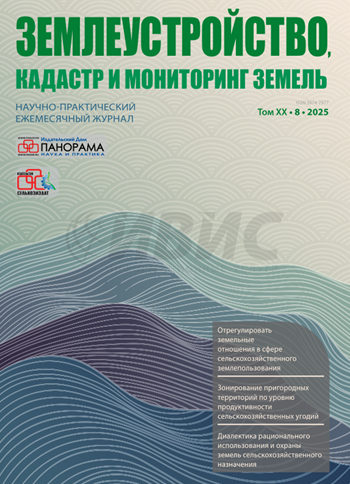 ЗЕМЛЕУСТРОЙСТВО,
КАДАСТР И МОНИТОРИНГ ЗЕМЕЛЬ
НАУЧНО-ПРАКТИЧЕСКИЙ
ЕЖЕМЕСЯЧНЫЙ ЖУРНАЛ
Том XX • 8 • 2025
Издательский Дом
ПАНОРАМА
НАУКА И ПРАКТИКА
СЕЛЬХОЗИЗДАТ
ИВИС
Отрегулировать
земельные
отношения в сфере
сельскохозяйственного
землепользования
Зонирование пригородных
территорий по уровню
продуктивности
сельскохозяйственных угодий
Диалектика рационального
использования и охраны
земель сельскохозяйственного
назначения